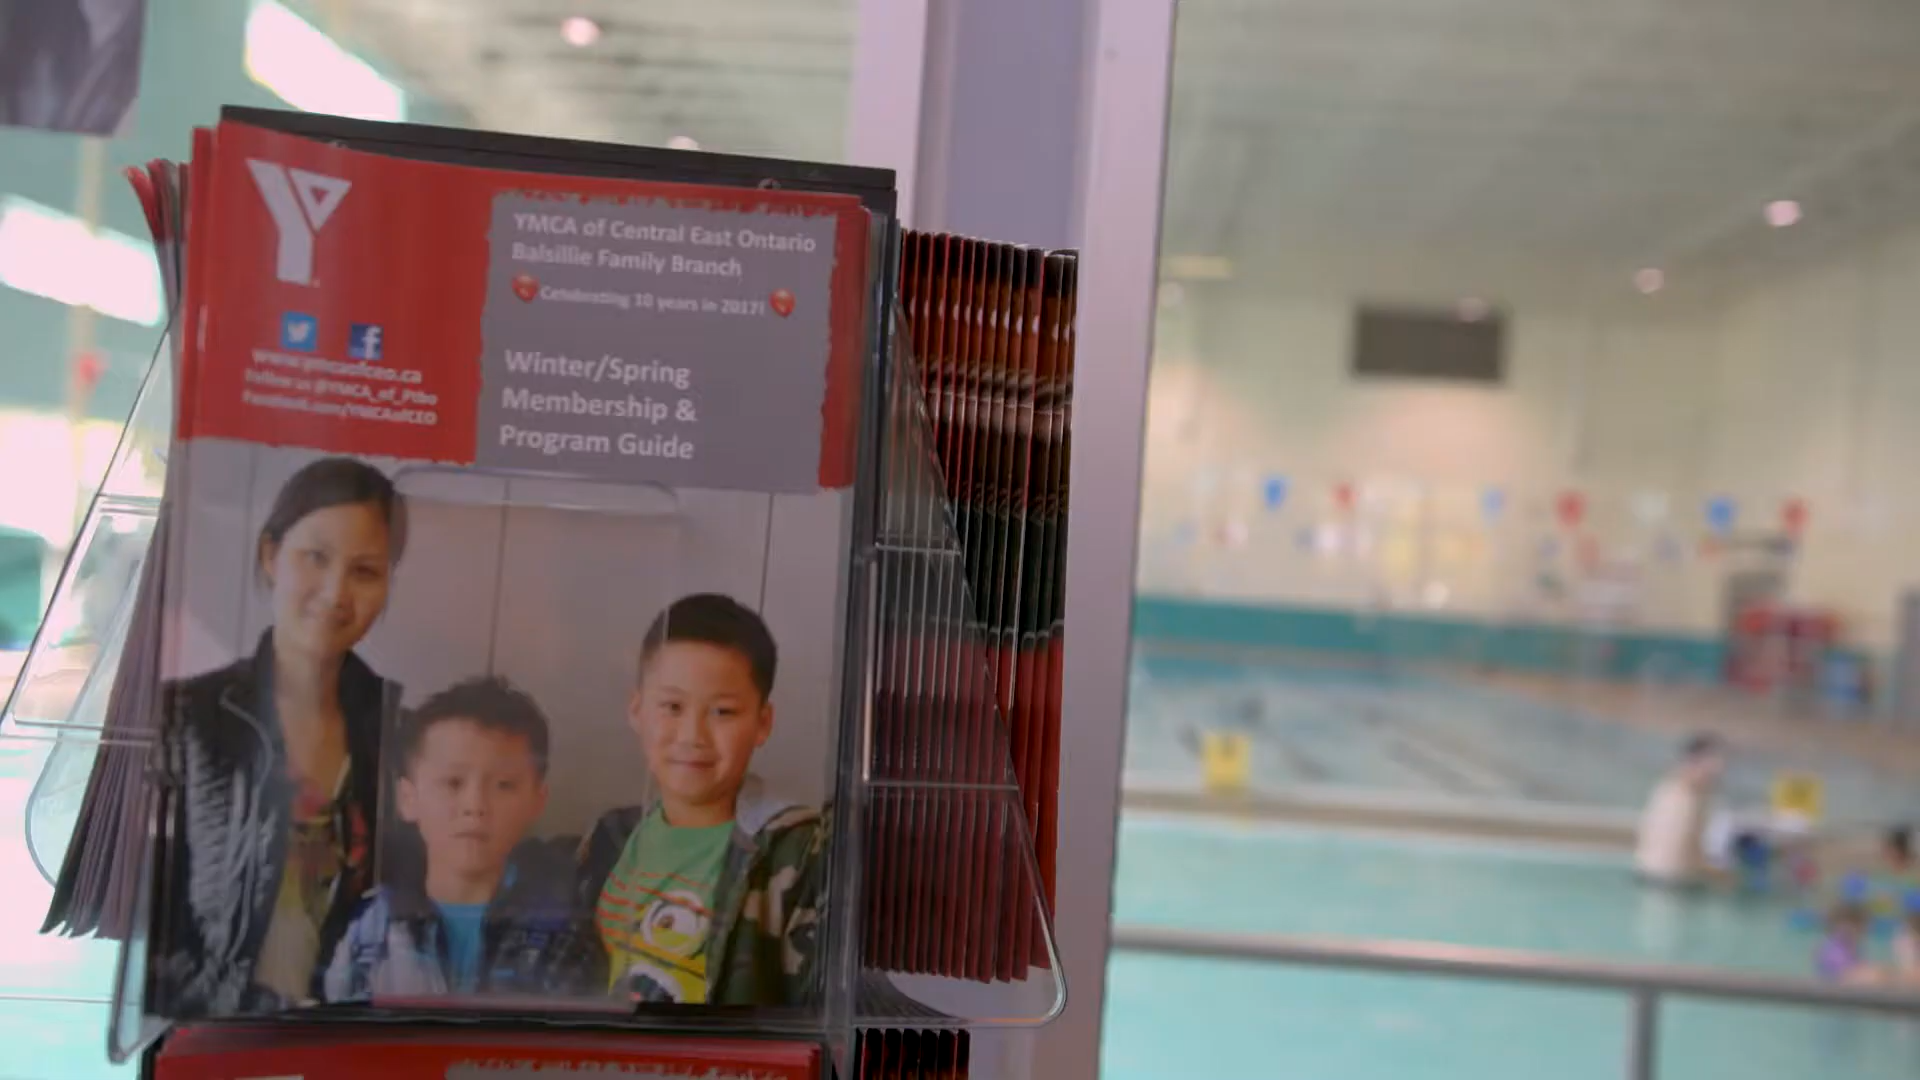 Y
YMCA of Central East Ontario
Balsillie Family Branch
Celebrating 10 years in 2017!
Winter/Spring
Membership &
Program Guide
www.ymcaofceo.ca
Follow us @YMCA_of_Ptbo
Facebook.com/YMCAofCEO